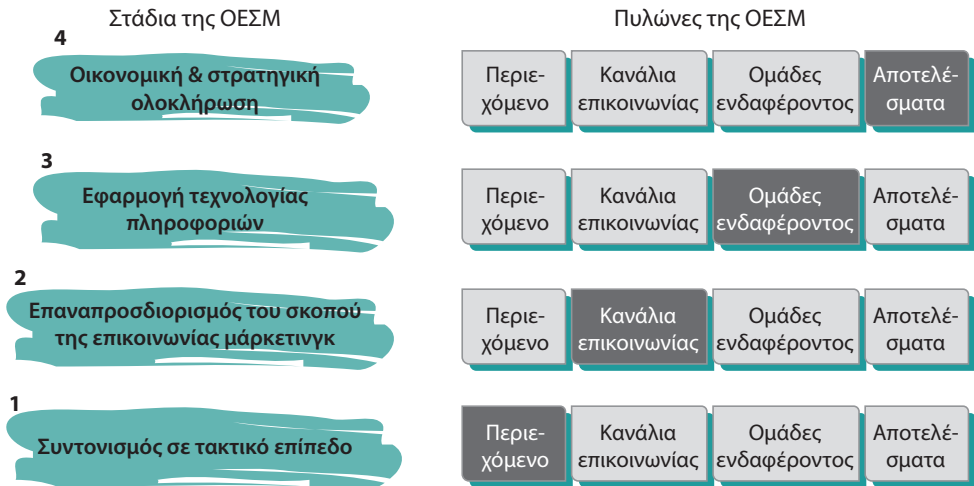 Στάδια της ΟΕΣΜ
Πυλώνες της ΟΕΣΜ
4
Οικονομική & στρατηγική
ολοκλήρωση
Περιε-
χόμενο
Κανάλια
επικοινωνίας
Ομάδες
ενδαφέροντος
Αποτελέ-
σματα
3
Εφαρμογή τεχνολογίας
πληροφοριών
Περιε-
χόμενο
Κανάλια
επικοινωνίας
Ομάδες
ενδαφέροντος
Αποτελέ-
σματα
2
Επαναπροσδιορισμός του σκοπού
της επικοινωνίας μάρκετινγκ
Περιε-
χόμενο
Κανάλια
επικοινωνίας
Ομάδες
ενδαφέροντος
Αποτελέ-
σματα
1
Συντονισμός σε τακτικό επίπεδο
Περιε-
χόμενο
Κανάλια
επικοινωνίας
Ομάδες
ενδαφέροντος
Αποτελέ-
σματα